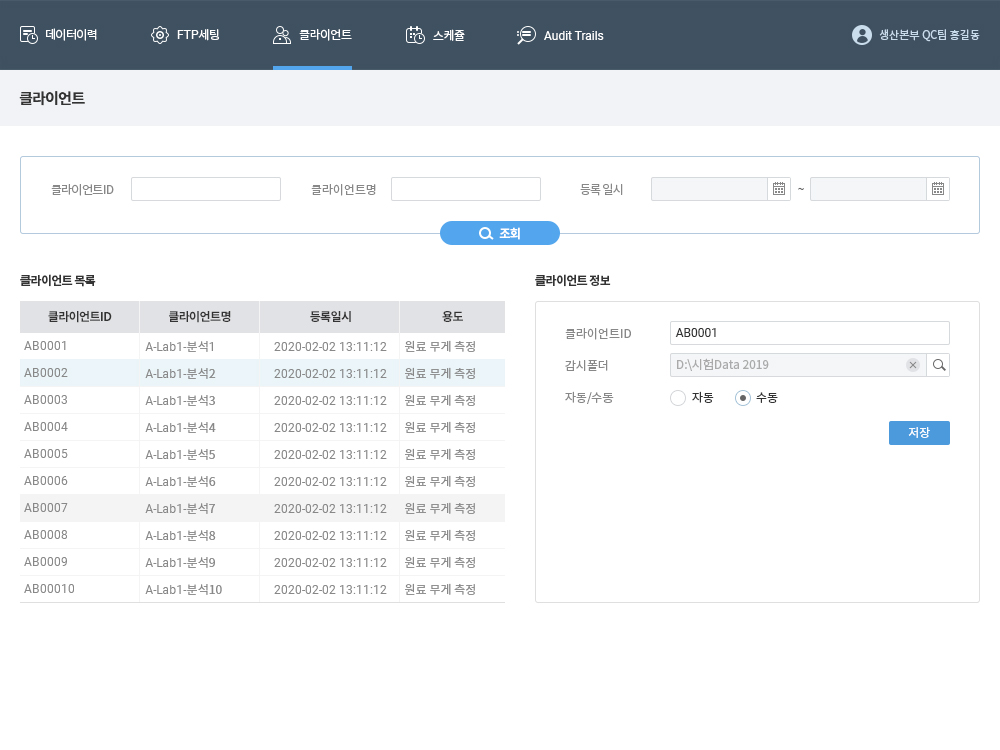 데이터이력 FTP세팅 클라이언트 스케쥴 Audit Trails 생산본부 QC팀 홍길동
클라이언트
클라이언트ID 클라이언트명 등록 일시 ~
조회
클라이언트 목록
클라이언트ID 클라이언트명 등록일시 용도
AB0001 A-Lab1-분석1 2020-02-02 13:11:12 원료 무게 측정
AB0002 A-Lab1-분석2 2020-02-02 13:11:12 원료 무게 측정
AB0003 A-Lab1-분석3 2020-02-02 13:11:12 원료 무게 측정
AB0004 A-Lab1-분석4 2020-02-02 13:11:12 원료 무게 측정
AB0005 A-Lab1-분석5 2020-02-02 13:11:12 원료 무게 측정
AB0006 A-Lab1-분석6 2020-02-02 13:11:12 원료 무게 측정
AB0007 A-Lab1-분석7 2020-02-02 13:11:12 원료 무게 측정
AB0008 A-Lab1-분석8 2020-02-02 13:11:12 원료 무게 측정
AB0009 A-Lab1-분석9 2020-02-02 13:11:12 원료 무게 측정
AB00010 A-Lab1-분석10 2020-02-02 13:11:12 원료 무게 측정
클라이언트 정보
클라이언트ID AB0001
감시폴더 D:\시험Data 2019
자동/수동 자동 수동
저장